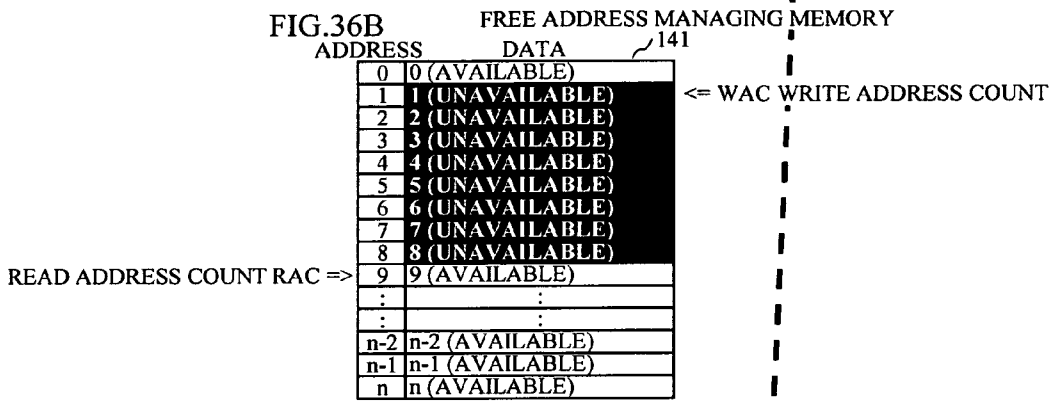 FIG.36B
FREE ADDRESS MANAGING MEMORY
ADDRESS DATA 141
0 0 (AVAILABLE)
1 1 (UNAVAILABLE) <= WAC WRITE ADDRESS COUNT
2 2 (UNAVAILABLE)
3 3 (UNAVAILABLE)
4 4 (UNAVAILABLE)
5 5 (UNAVAILABLE)
6 6 (UNAVAILABLE)
7 7 (UNAVAILABLE)
8 8 (UNAVAILABLE)
READ ADDRESS COUNT RAC => 9 9 (AVAILABLE)
: :
: :
n-2 n-2 (AVAILABLE)
n-1 n-1 (AVAILABLE)
n n (AVAILABLE)